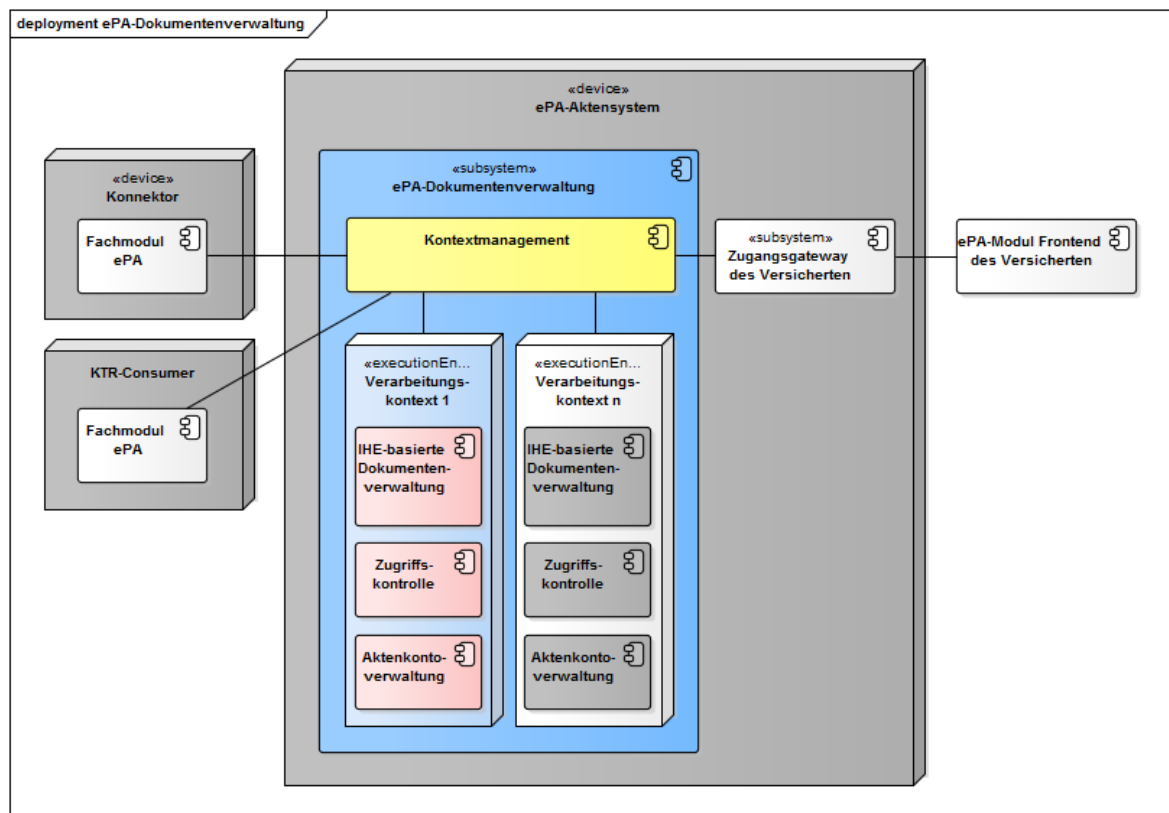 deployment ePA-Dokumentenverwaltung
«device»
ePA-Aktensystem
«device»
Konnektor
Fachmodul
ePA
KTR-Consumer
Fachmodul
ePA
«subsystem»
ePA-Dokumentenverwaltung
Kontextmanagement
«subsystem»
Zugangsgateway
des Versicherten
ePA-Modul Frontend
des Versicherten
«executionEn...
Verarbeitungs-
kontext 1
IHE-basierte
Dokumenten-
verwaltung
Zugriffs-
kontrolle
Aktenkonto-
verwaltung
«executionEn...
Verarbeitungs-
kontext n
IHE-basierte
Dokumenten-
verwaltung
Zugriffs-
kontrolle
Aktenkonto-
verwaltung